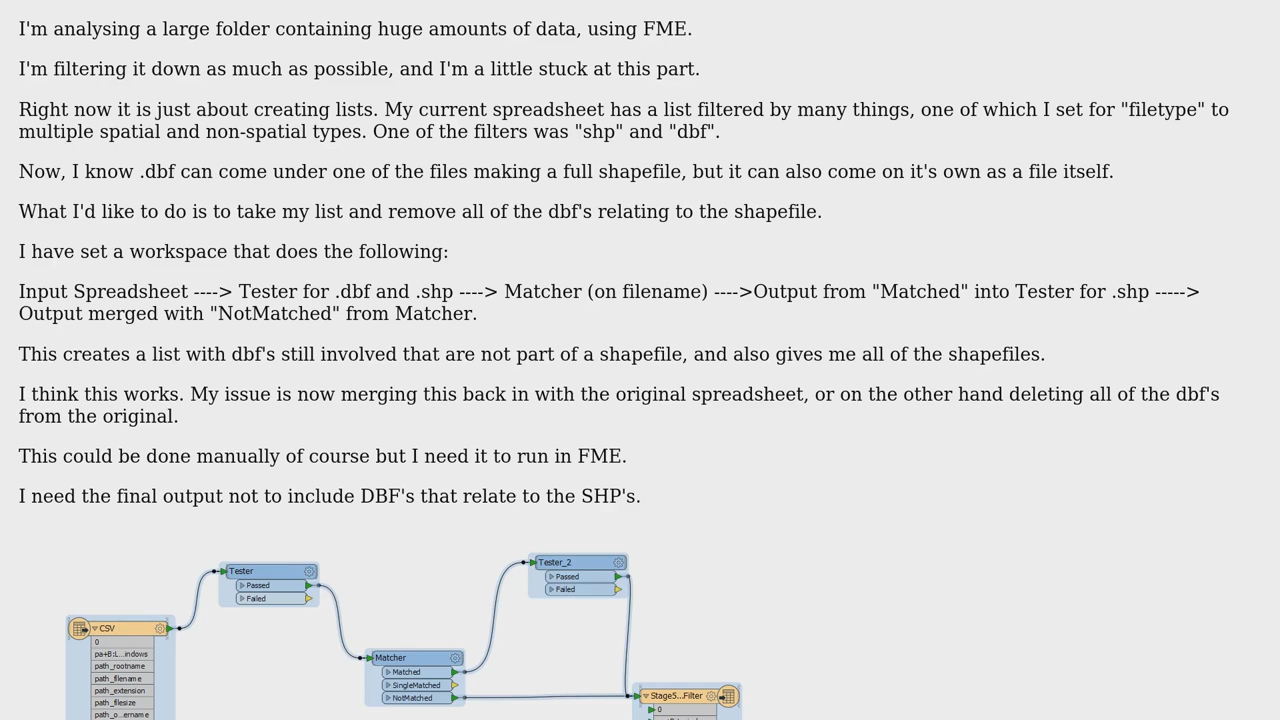 I'm analysing a large folder containing huge amounts of data, using FME.
I'm filtering it down as much as possible, and I'm a little stuck at this part.
Right now it is just about creating lists. My current spreadsheet has a list filtered by many things, one of which I set for "filetype" to
multiple spatial and non-spatial types. One of the filters was "shp" and "dbf".
Now, I know .dbf can come under one of the files making a full shapefile, but it can also come on it's own as a file itself.
What I'd like to do is to take my list and remove all of the dbf's relating to the shapefile.
I have set a workspace that does the following:
Input Spreadsheet ----> Tester for .dbf and .shp ----> Matcher (on filename) ---->Output from "Matched" into Tester for .shp ----->
Output merged with "NotMatched" from Matcher.
This creates a list with dbf's still involved that are not part of a shapefile, and also gives me all of the shapefiles.
I think this works. My issue is now merging this back in with the original spreadsheet, or on the other hand deleting all of the dbf's
from the original.
This could be done manually of course but I need it to run in FME.
I need the final output not to include DBF's that relate to the SHP's.
Tester_2
Passed
Failed
Tester
Passed
Failed
CSV
0
pa+B:L...indows
path_rootname
path_filename
path_extension
path_filesize
path_o...ername
Matcher
Matched
SingleMatched
NotMatched
Stage5...Filter
0